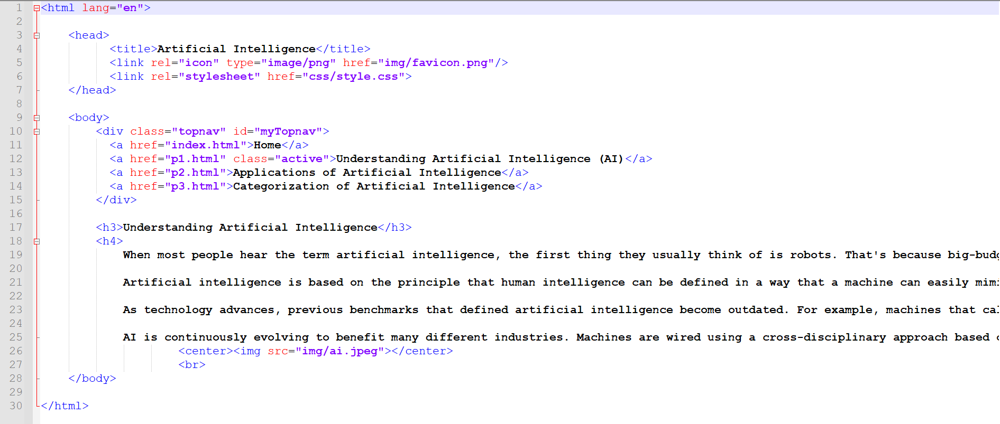 1 <html lang="en">
2
3 <head>
4 <title>Artificial Intelligence</title>
5 <link rel="icon" type="image/png" href="img/favicon.png"/>
6 <link rel="stylesheet" href="css/style.css">
7 </head>
8
9 <body>
10 <div class="topnav" id="myTopnav">
11 <a href="index.html">Home</a>
12 <a href="p1.html" class="active">Understanding Artificial Intelligence (AI)</a>
13 <a href="p2.html">Applications of Artificial Intelligence</a>
14 <a href="p3.html">Categorization of Artificial Intelligence</a>
15 </div>
16
17 <h3>Understanding Artificial Intelligence</h3>
18 <h4>
19 When most people hear the term artificial intelligence, the first thing they usually think of is robots. That's because
20
21 Artificial intelligence is based on the principle that human intelligence can be defined in a way that a machine can easily
22
23 As technology advances, previous benchmarks that defined artificial intelligence become outdated. For example, machines that
24
25 AI is continuously evolving to benefit many different industries. Machines are wired using a cross-disciplinary approach based
26 <center><img src="img/ai.jpeg"></center>
27 <br>
28 </body>
29
30 </html>